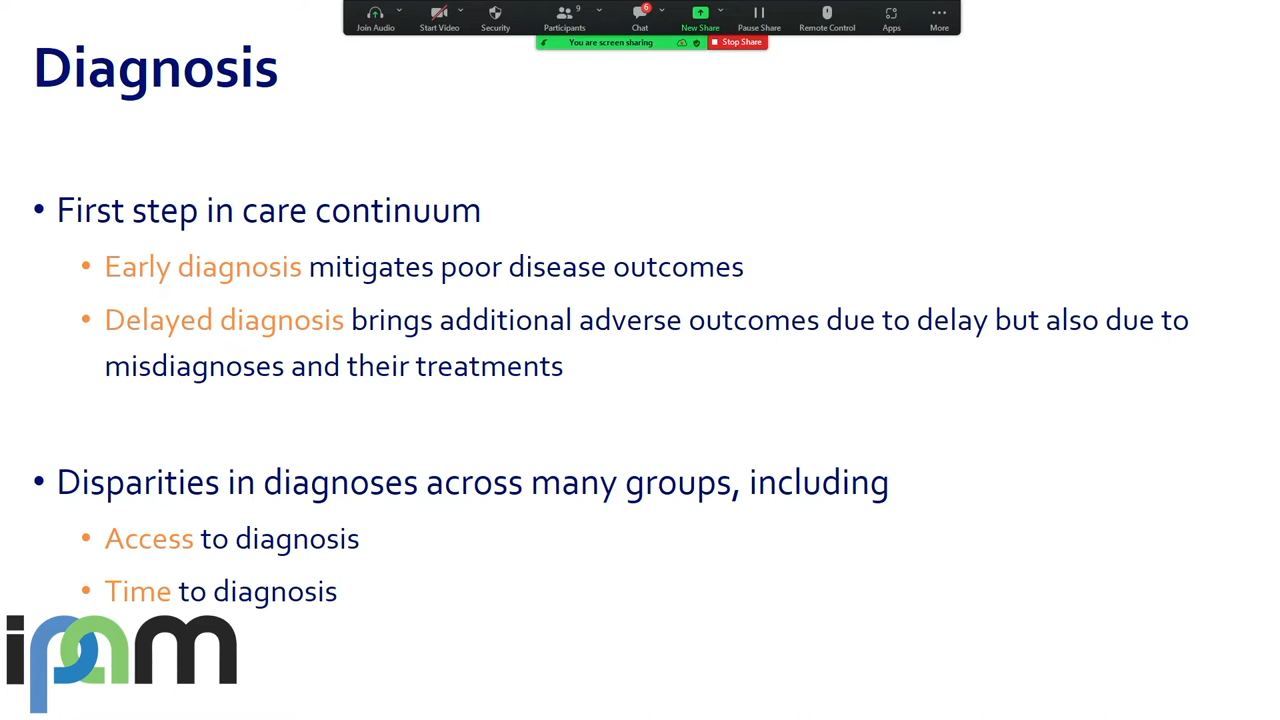 9
6
Join Audio
Start Video
Security
Participants
Chat
New Share
Pause Share
Remote Control
Apps
More
You are screen sharing
Stop Share
Diagnosis
• First step in care continuum
• Early diagnosis mitigates poor disease outcomes
• Delayed diagnosis brings additional adverse outcomes due to delay but also due to
misdiagnoses and their treatments
• Disparities in diagnoses across many groups, including
• Access to diagnosis
• Time to diagnosis
ipam